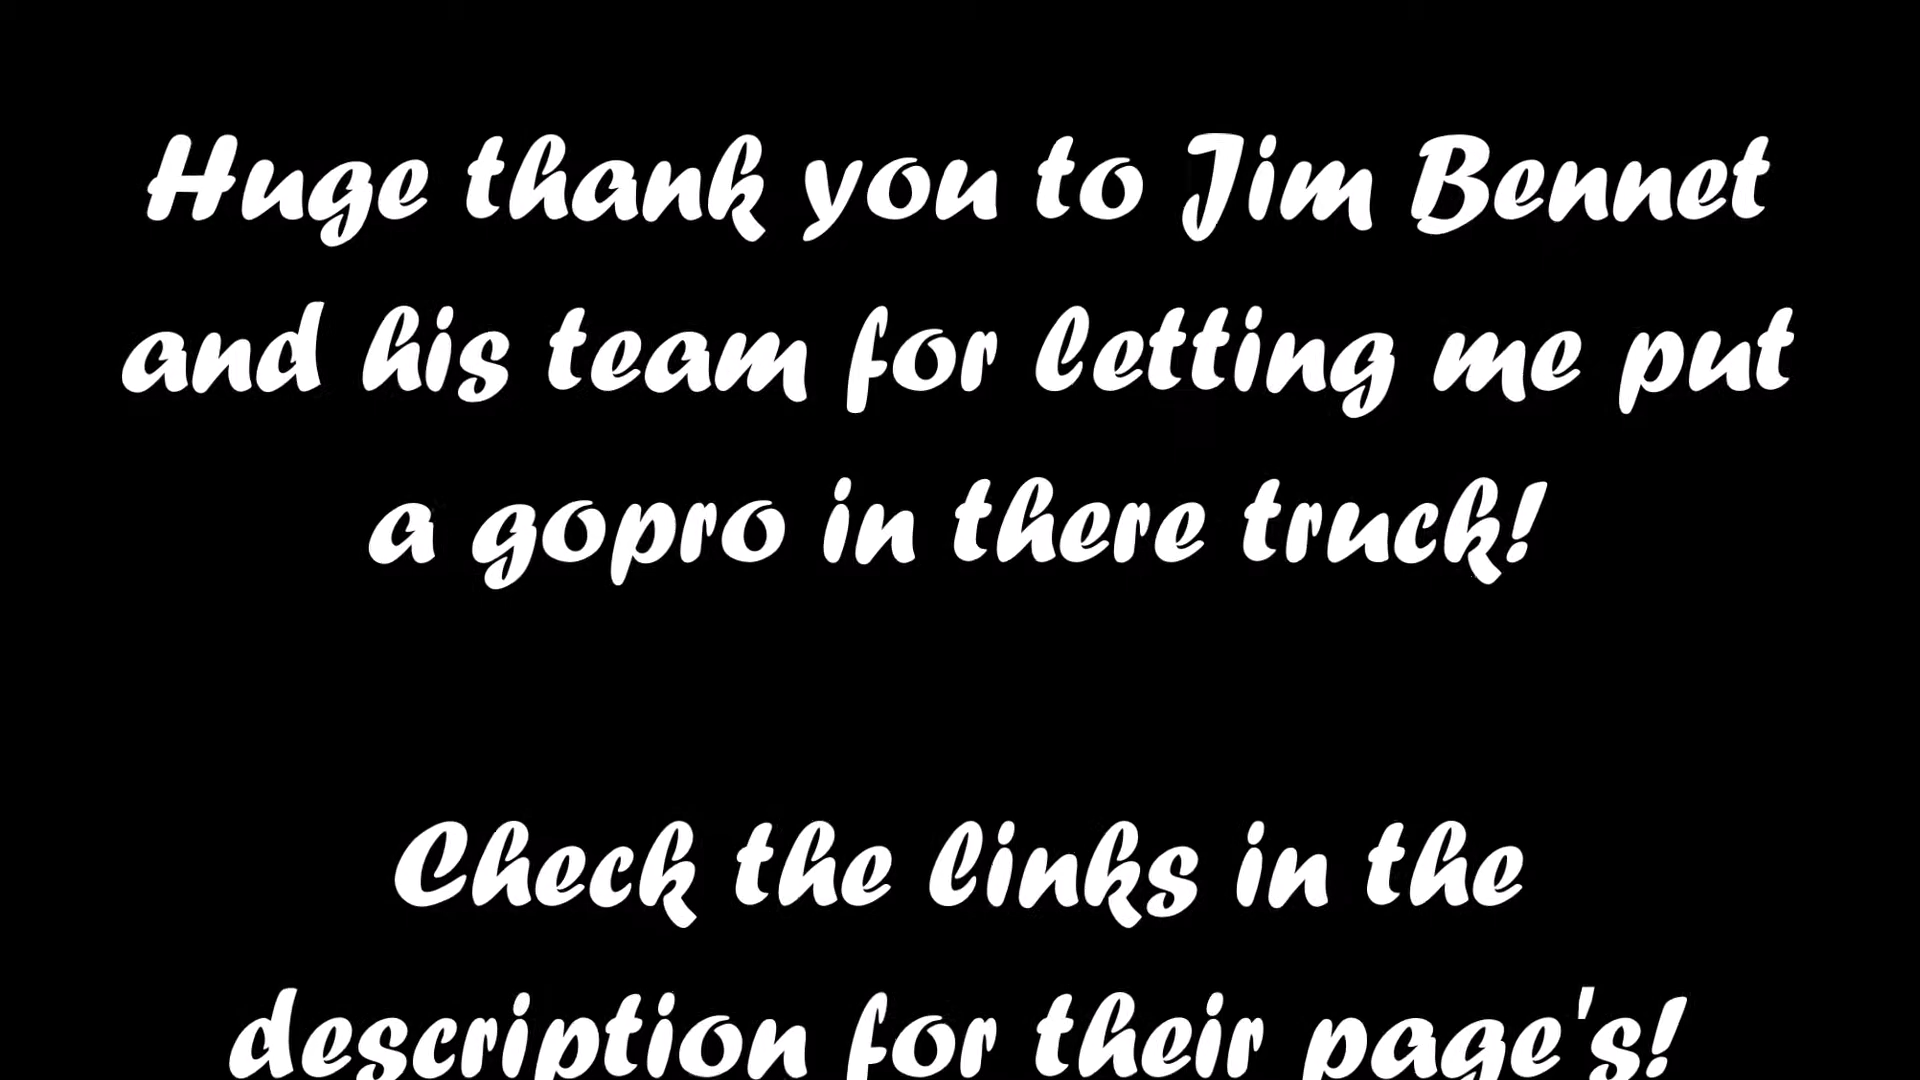 Huge thank you to Jim Bennet
and his team for letting me put
a gopro in there truck!
Check the links in the
description for their page's!